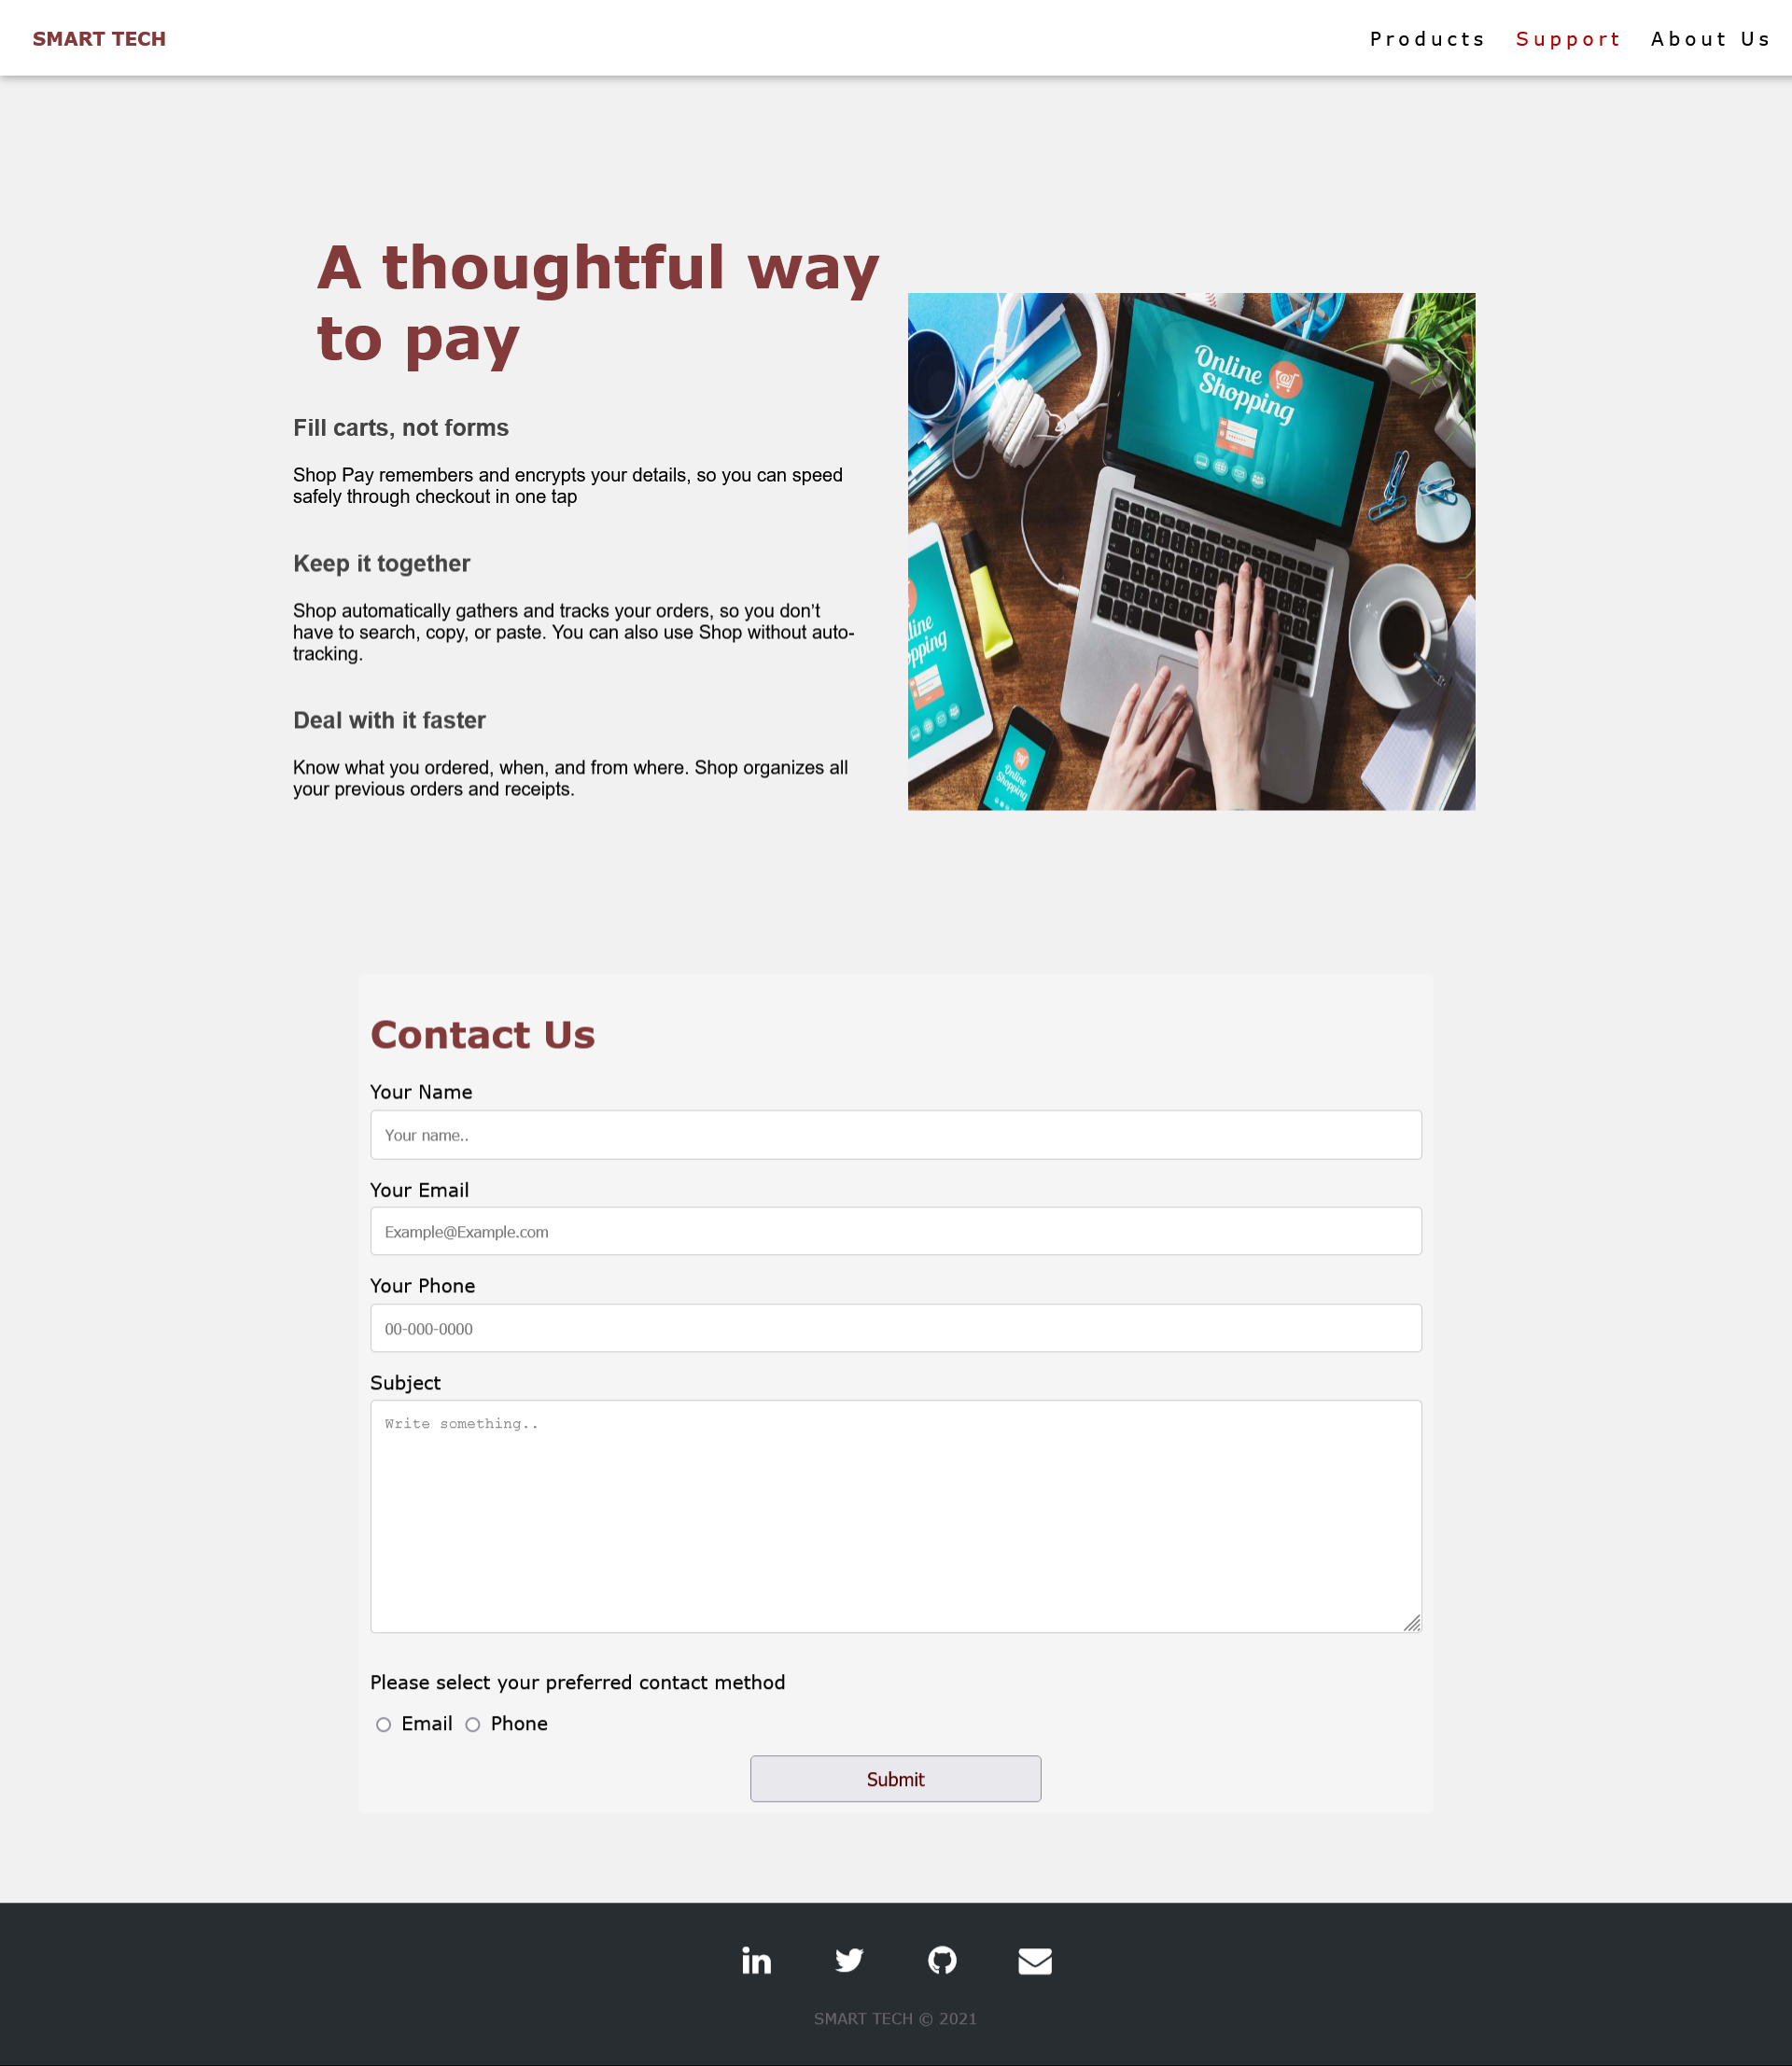 SMART TECH
Products Support About Us
A thoughtful way
to pay
Fill carts, not forms
Shop Pay remembers and encrypts your details, so you can speed
safely through checkout in one tap
Keep it together
Shop automatically gathers and tracks your orders, so you don't
have to search, copy, or paste. You can also use Shop without auto-
tracking.
Deal with it faster
Know what you ordered, when, and from where. Shop organizes all
your previous orders and receipts.
Online
Shopping
line
pping
Online
Shopping
Contact Us
Your Name
Your name..
Your Email
Example@Example.com
Your Phone
00-000-0000
Subject
Write something..
Please select your preferred contact method
Email Phone
Submit
SMART TECH © 2021